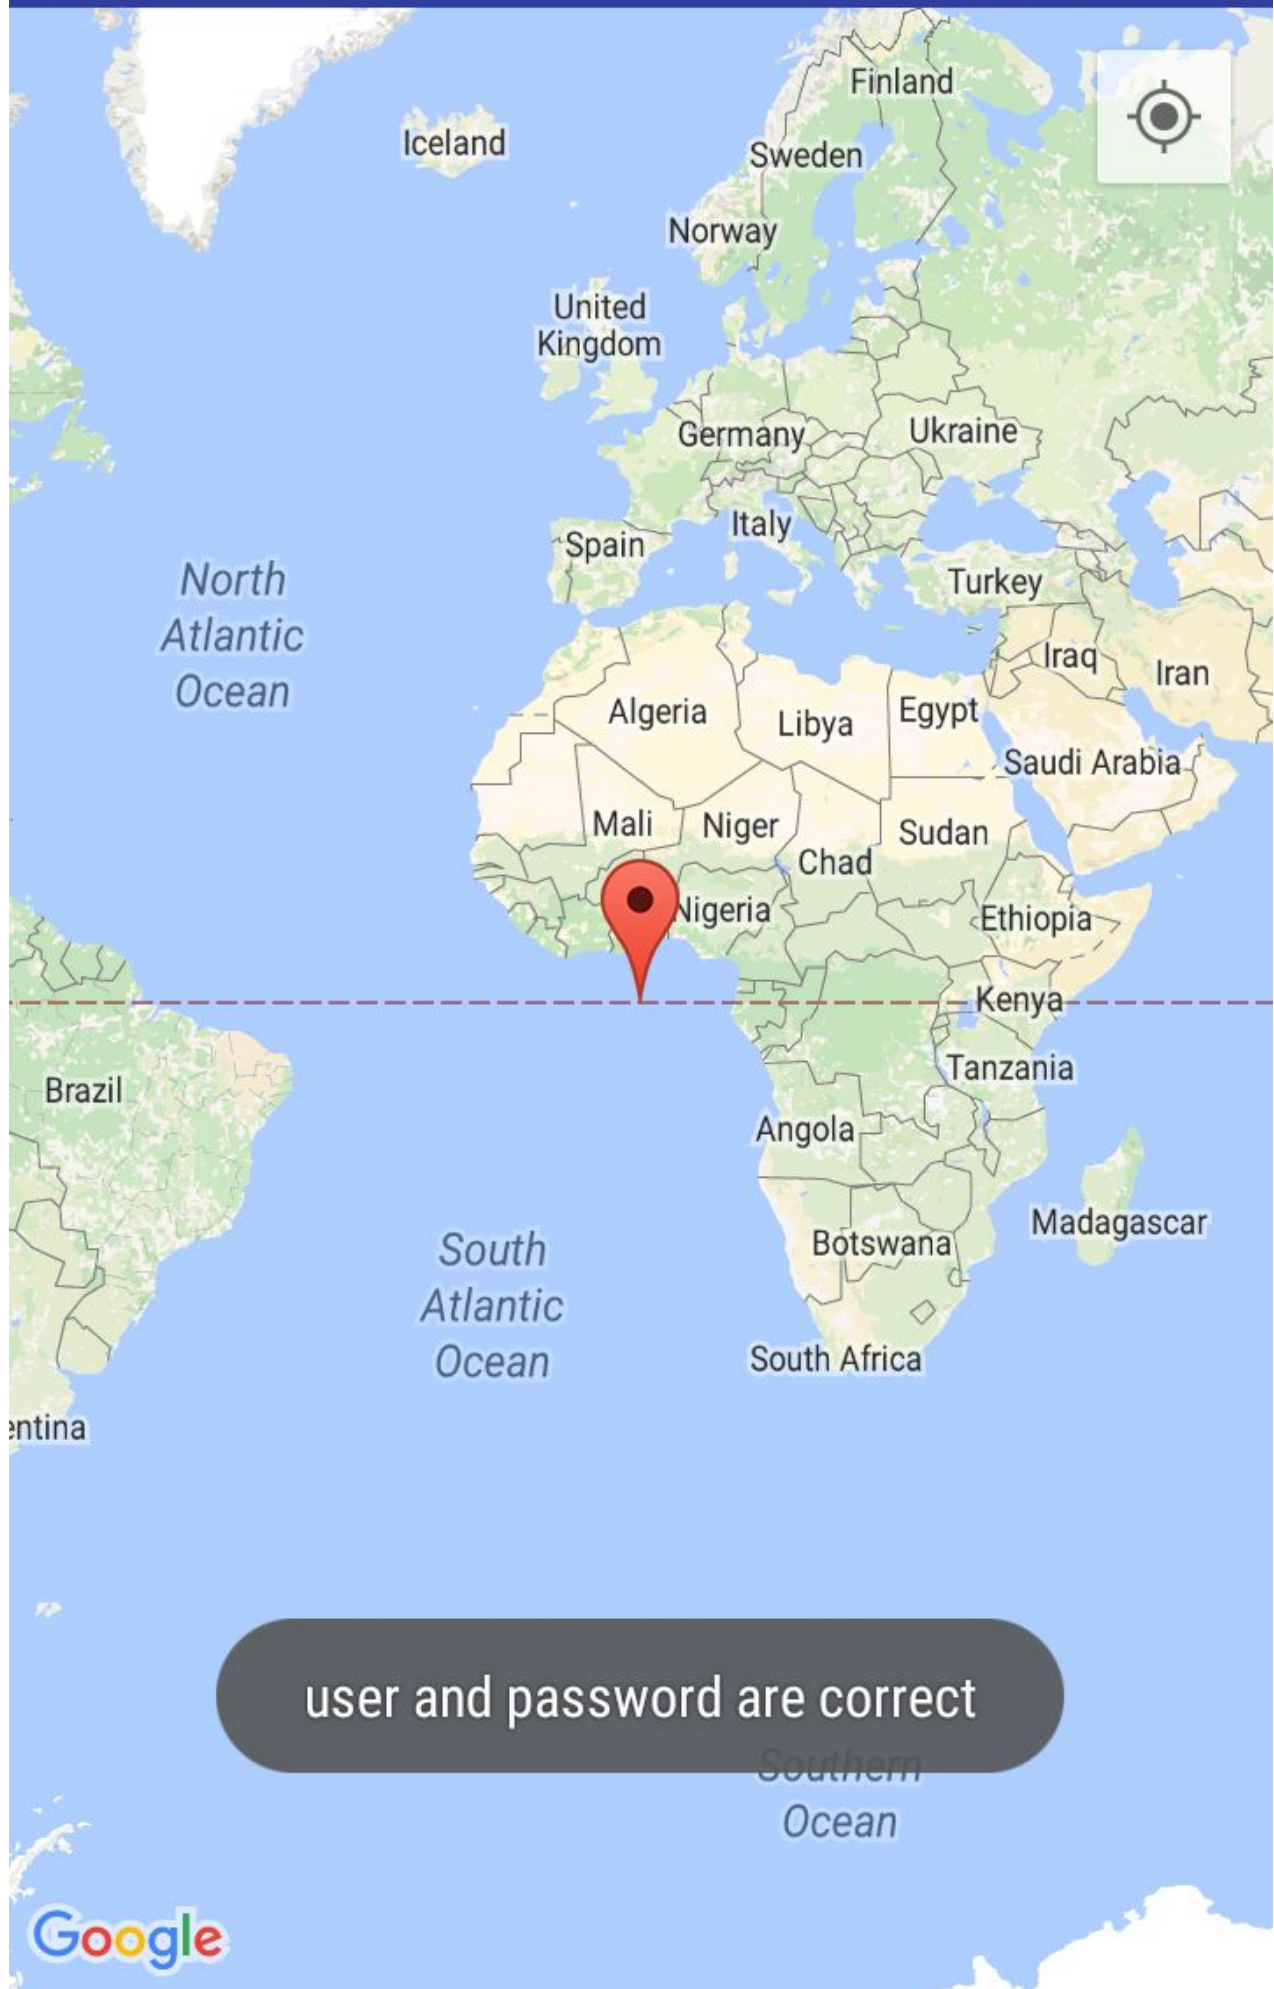 Finland
Iceland
Sweden
Norway
United
Kingdom
Germany
Ukraine
Italy
Spain
Turkey
North
Atlantic
Ocean
Iraq
Iran
Algeria
Libya
Egypt
Saudi Arabia
Mali
Niger
Sudan
Chad
Nigeria
Ethiopia
Kenya
Tanzania
Brazil
Angola
Madagascar
Botswana
South
Atlantic
Ocean
South Africa
entina
user and password are correct
Southern
Ocean
Google